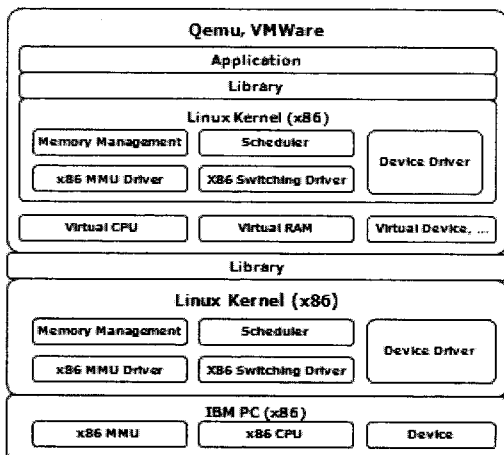 Qemu, VMWare
Application
Library
Linux Kernel (x86)
Memory Management Scheduler
Device Driver
x86 MMU Driver X86 Switching Driver
Virtual CPU Virtual RAM Virtual Device, ....
Library
Linux Kernel (x86)
Memory Management Scheduler
Device Driver
x86 MMU Driver X86 Switching Driver
IBM PC (x86)
x86 MMU x86 CPU Device